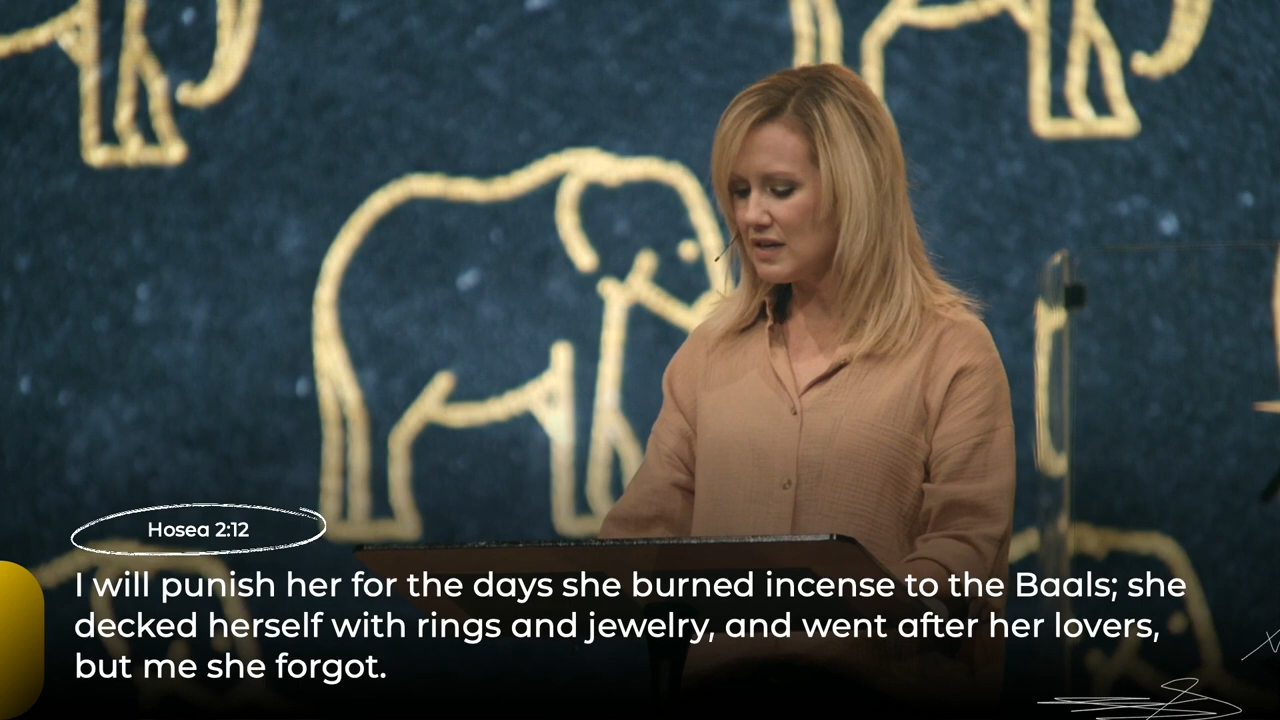 Hosea 2:12
I will punish her for the days she burned incense to the Baals; she
decked herself with rings and jewelry, and went after her lovers,
but me she forgot.